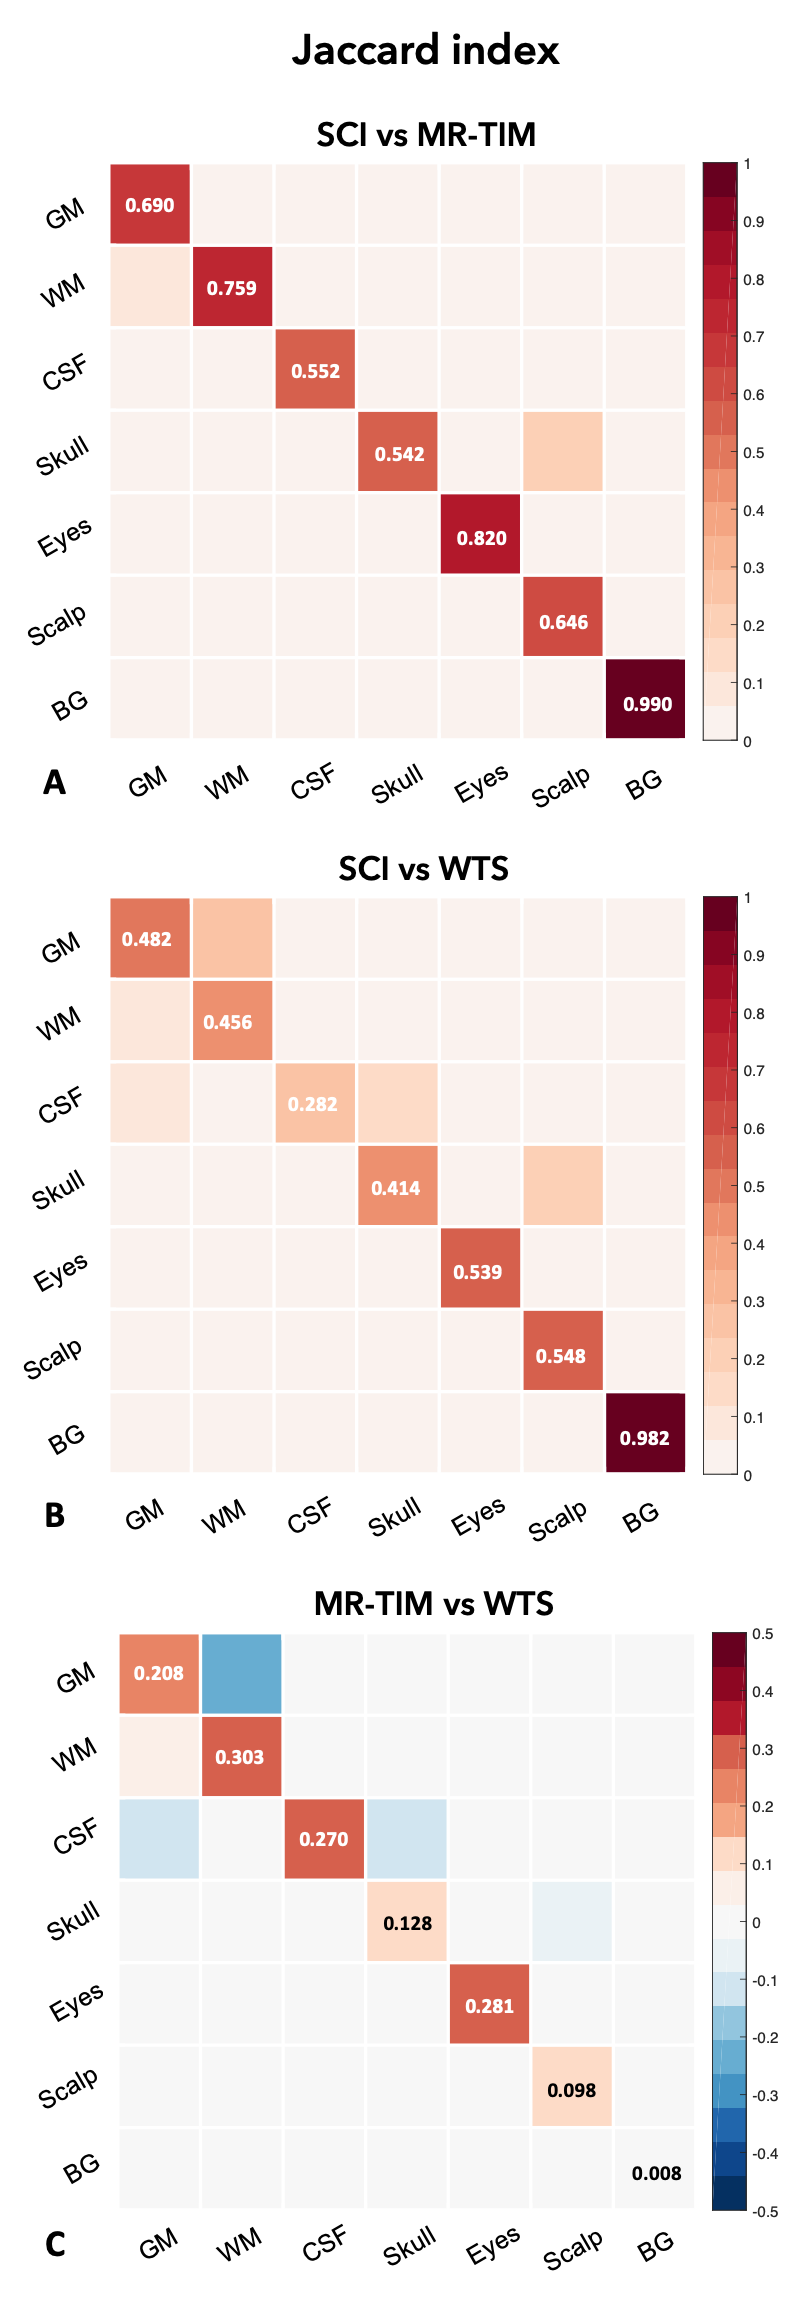 Jaccard index
SCI vs MR-TIM
GM 0.690
WM 0.759
CSF 0.552
Skull 0.542
Eyes 0.820
Scalp 0.646
BG 0.990
1
0.9
0.8
0.7
0.6
0.5
0.4
0.3
0.2
0.1
0
A GM WM CSF Skull Eyes Scalp BG
SCI vs WTS
GM 0.482
WM 0.456
CSF 0.282
Skull 0.414
Eyes 0.539
Scalp 0.548
BG 0.982
1
0.9
0.8
0.7
0.6
0.5
0.4
0.3
0.2
0.1
0
B GM WM CSF Skull Eyes Scalp BG
MR-TIM vs WTS
GM 0.208
WM 0.303
CSF 0.270
Skull 0.128
Eyes 0.281
Scalp 0.098
BG 0.008
0.5
0.4
0.3
0.2
0.1
0
-0.1
-0.2
-0.3
-0.4
-0.5
C GM WM CSF Skull Eyes Scalp BG